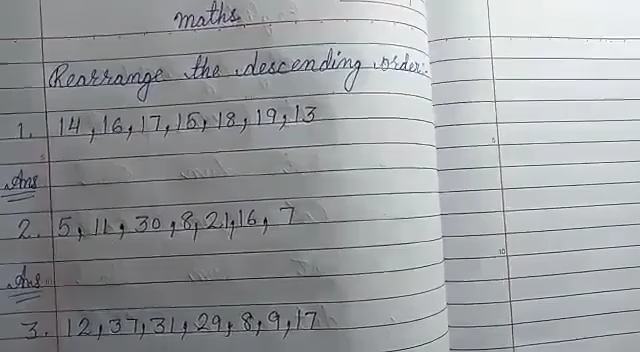 maths
Rearrange the descending order:
1. 14, 16, 17, 15, 18, 19, 13
Ans
2. 5, 11, 30, 8, 21, 16, 7
Ans
3. 12, 37, 31, 29, 8, 9, 17